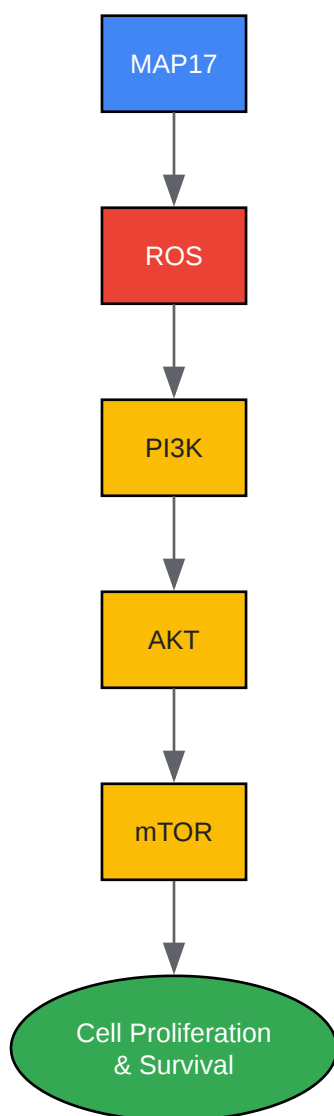 MAP17
ROS
PI3K
AKT
mTOR
Cell Proliferation
& Survival